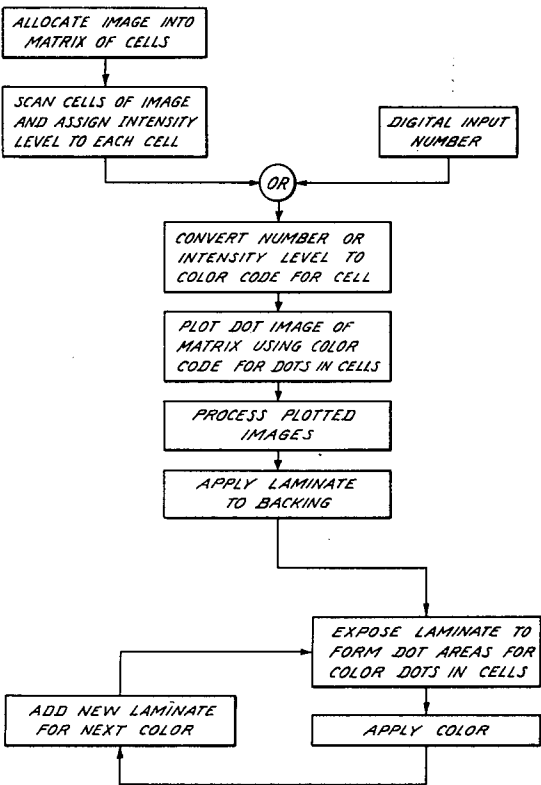 ALLOCATE IMAGE INTO
MATRIX OF CELLS
SCAN CELLS OF IMAGE
AND ASSIGN INTENSITY
LEVEL TO EACH CELL
DIGITAL INPUT
NUMBER
OR
CONVERT NUMBER OR
INTENSITY LEVEL TO
COLOR CODE FOR CELL
PLOT DOT IMAGE OF
MATRIX USING COLOR
CODE FOR DOTS IN CELLS
PROCESS PLOTTED
IMAGES
APPLY LAMINATE
TO BACKING
EXPOSE LAMINATE TO
FORM DOT AREAS FOR
COLOR DOTS IN CELLS
ADD NEW LAMINATE
FOR NEXT COLOR
APPLY COLOR